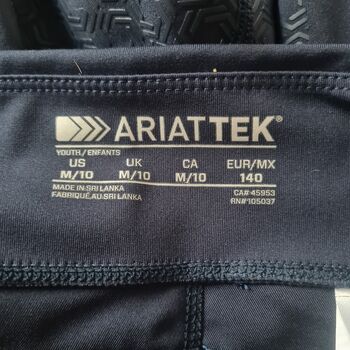 ARIATTEK®
YOUTH/ENFANTS
US UK CA EUR/MX
M/10 M/10 M/10 140
MADE IN SRI LANKA CA# 45953
FABRIQUÉ AU SRI LANKA RN# 105037